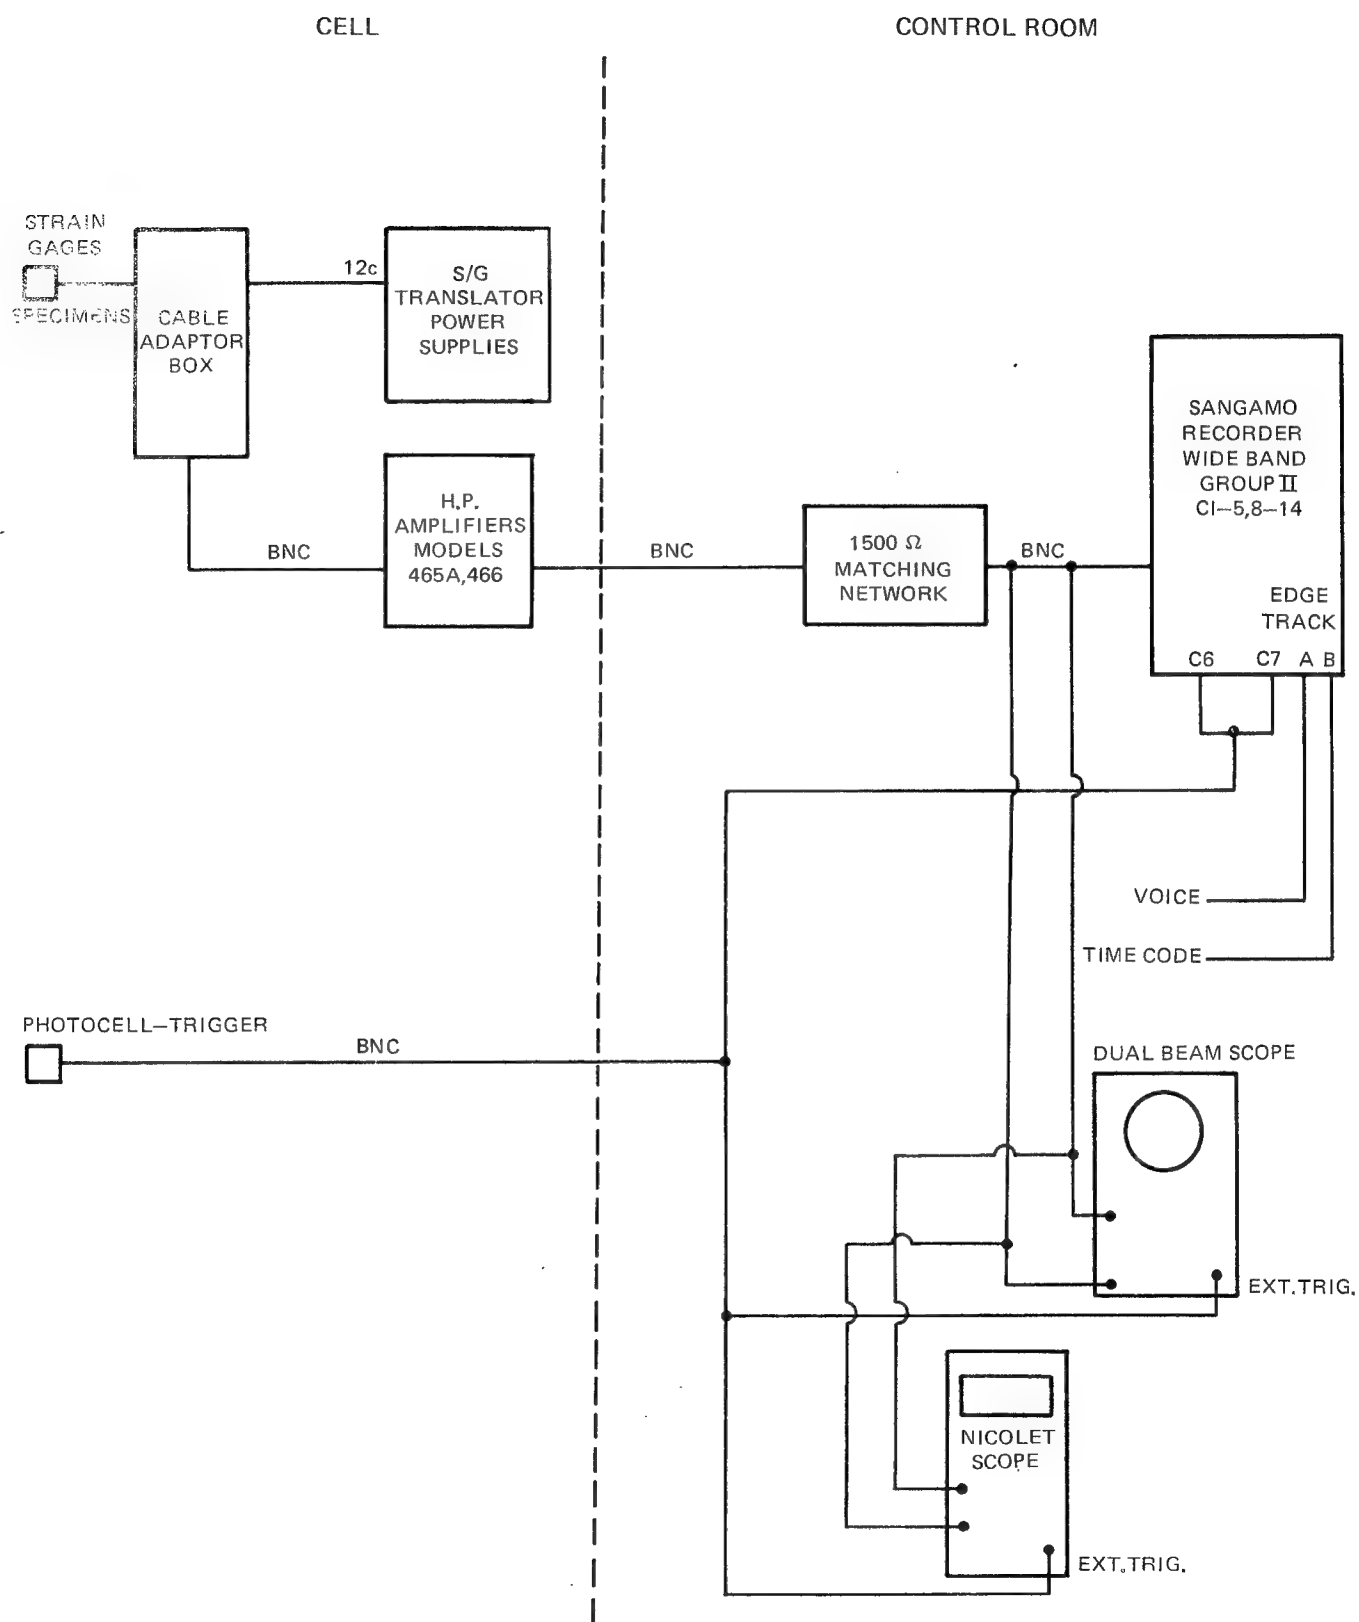 CELL
CONTROL ROOM
STRAIN
GAGES
SPECIMENS
CABLE
ADAPTOR
BOX
12c
S/G
TRANSLATOR
POWER
SUPPLIES
BNC
H.P.
AMPLIFIERS
MODELS
465A,466
BNC
1500 Ω
MATCHING
NETWORK
BNC
SANGAMO
RECORDER
WIDE BAND
GROUP II
CI–5,8–14
EDGE
TRACK
C6 C7 A B
VOICE
TIME CODE
PHOTOCELL–TRIGGER
BNC
DUAL BEAM SCOPE
EXT.TRIG.
NICOLET
SCOPE
EXT.TRIG.